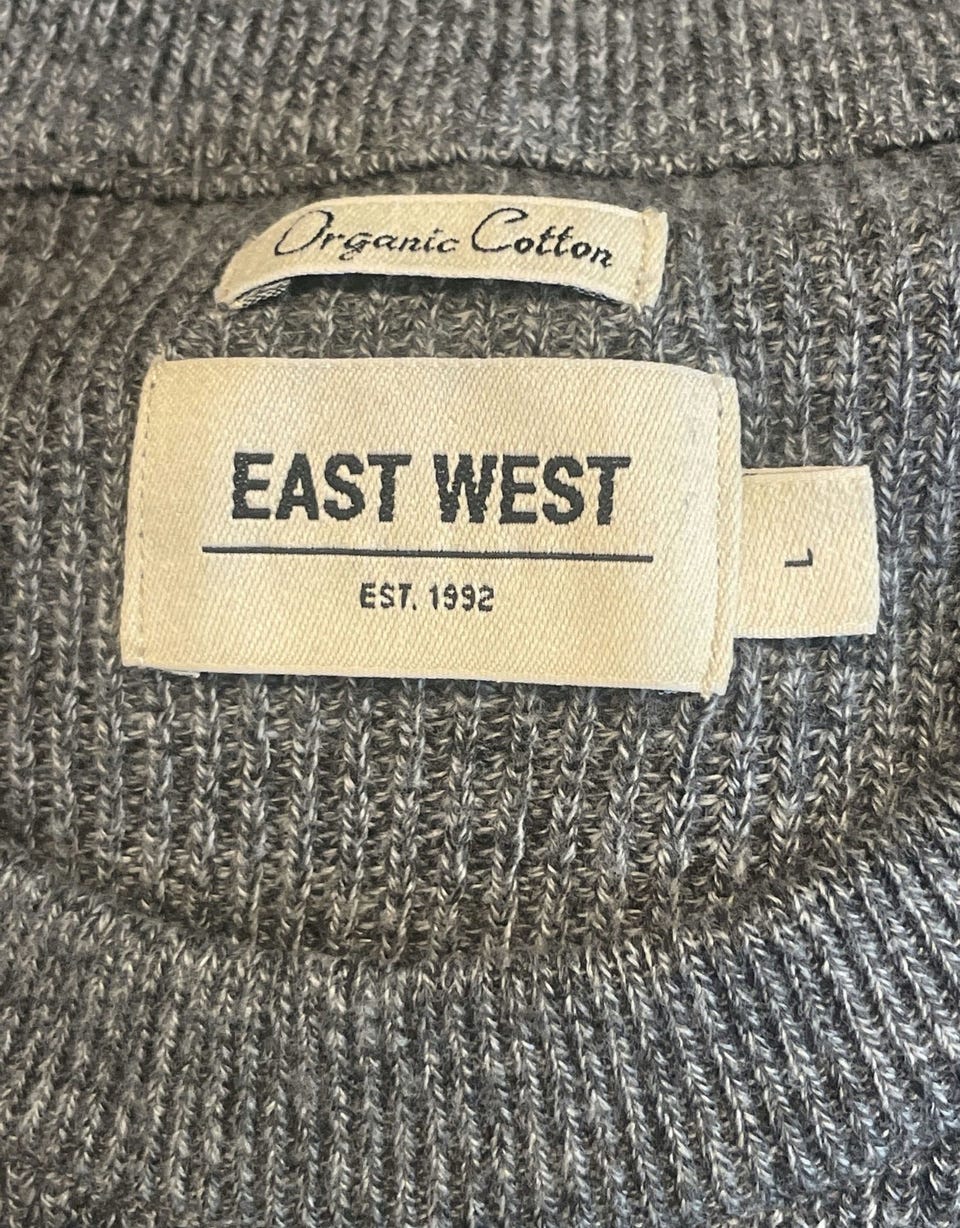 Organic Cotton
EAST WEST
EST. 1992
L